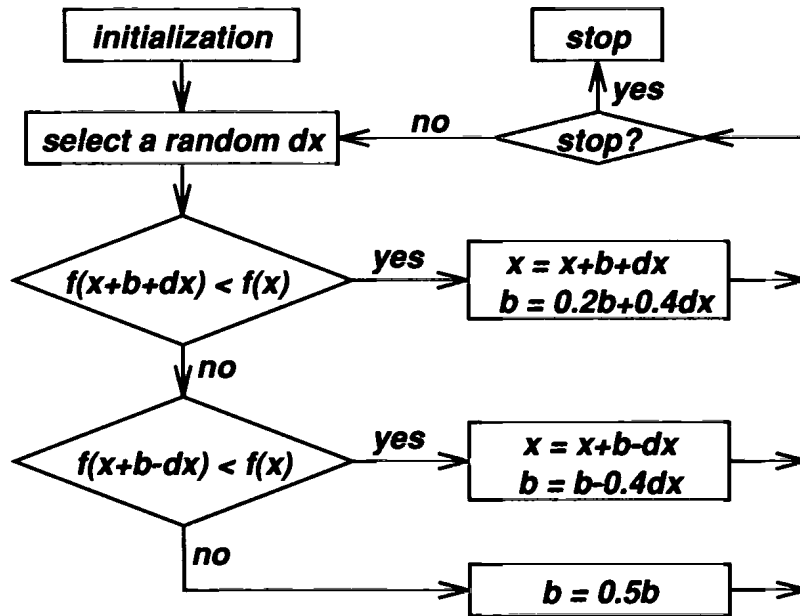 initialization
stop
yes
select a random dx
no
stop?
f(x+b+dx) < f(x)
yes
x = x+b+dx
b = 0.2b+0.4dx
no
f(x+b-dx) < f(x)
yes
x = x+b-dx
b = b-0.4dx
no
b = 0.5b